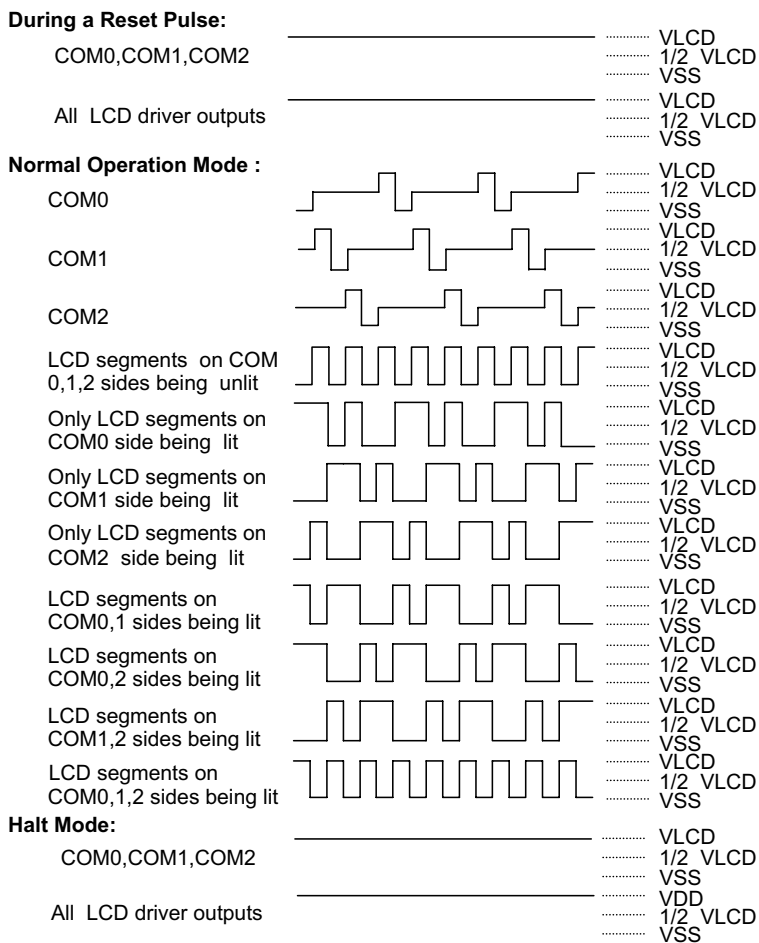 During a Reset Pulse:
COM0,COM1,COM2
VLCD
1/2 VLCD
VSS
All LCD driver outputs
VLCD
1/2 VLCD
VSS
Normal Operation Mode :
COM0
VLCD
1/2 VLCD
VSS
COM1
VLCD
1/2 VLCD
VSS
COM2
VLCD
1/2 VLCD
VSS
LCD segments on COM
0,1,2 sides being unlit
VLCD
1/2 VLCD
VSS
Only LCD segments on
COM0 side being lit
VLCD
1/2 VLCD
VSS
Only LCD segments on
COM1 side being lit
VLCD
1/2 VLCD
VSS
Only LCD segments on
COM2 side being lit
VLCD
1/2 VLCD
VSS
LCD segments on
COM0,1 sides being lit
VLCD
1/2 VLCD
VSS
LCD segments on
COM0,2 sides being lit
VLCD
1/2 VLCD
VSS
LCD segments on
COM1,2 sides being lit
VLCD
1/2 VLCD
VSS
LCD segments on
COM0,1,2 sides being lit
VLCD
1/2 VLCD
VSS
Halt Mode:
COM0,COM1,COM2
VLCD
1/2 VLCD
VSS
All LCD driver outputs
VDD
1/2 VLCD
VSS